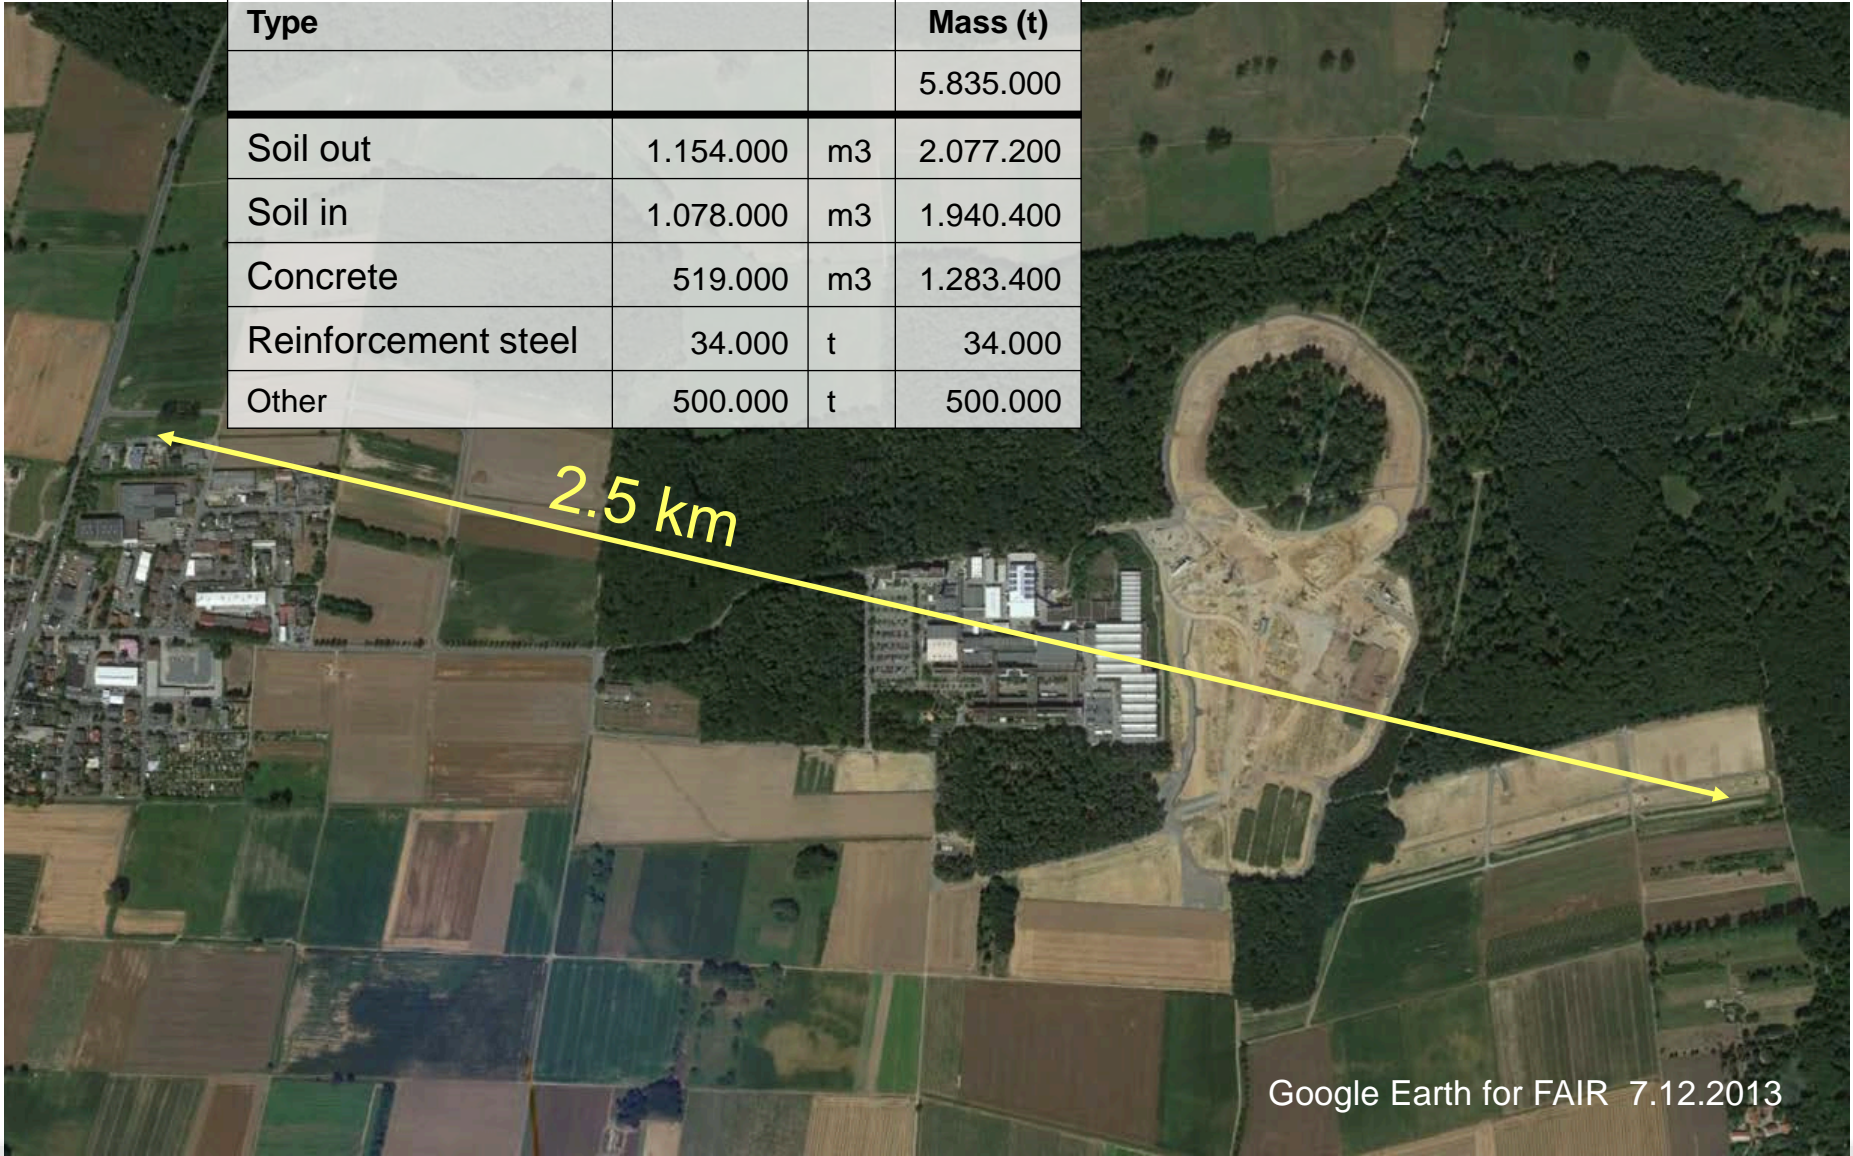 Type Mass (t)
5.835.000
Soil out 1.154.000 m3 2.077.200
Soil in 1.078.000 m3 1.940.400
Concrete 519.000 m3 1.283.400
Reinforcement steel 34.000 t 34.000
Other 500.000 t 500.000
2.5 km
Google Earth for FAIR 7.12.2013